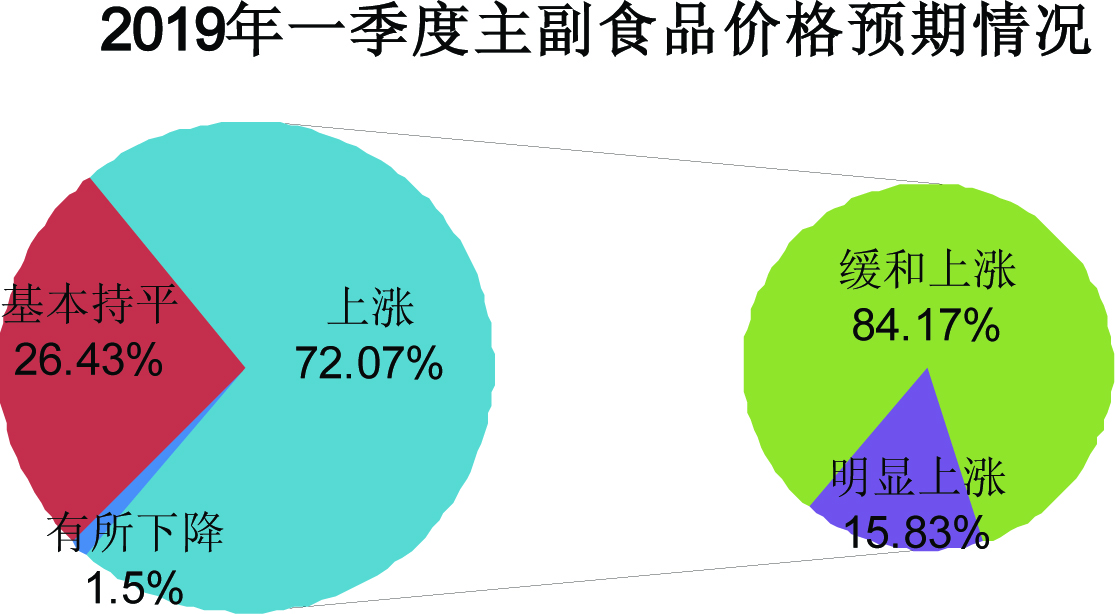 2019年一季度主副食品价格预期情况
基本持平
26.43%
上涨
72.07%
有所下降
1.5%
缓和上涨
84.17%
明显上涨
15.83%